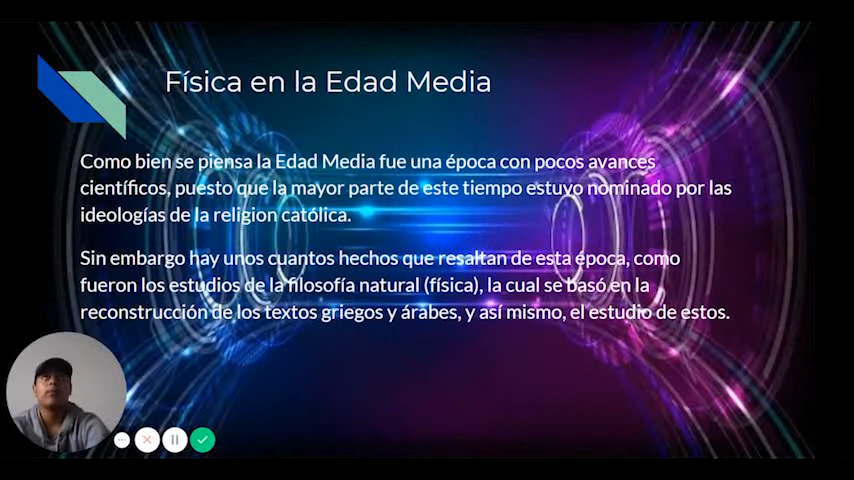 Física en la Edad Media
Como bien se piensa la Edad Media fue una época con pocos avances
científicos, puesto que la mayor parte de este tiempo estuvo nominado por las
ideologías de la religion católica.
Sin embargo hay unos cuantos hechos que resaltan de esta época, como
fueron los estudios de la filosofía natural (física), la cual se basó en la
reconstrucción de los textos griegos y árabes, y así mismo, el estudio de estos.